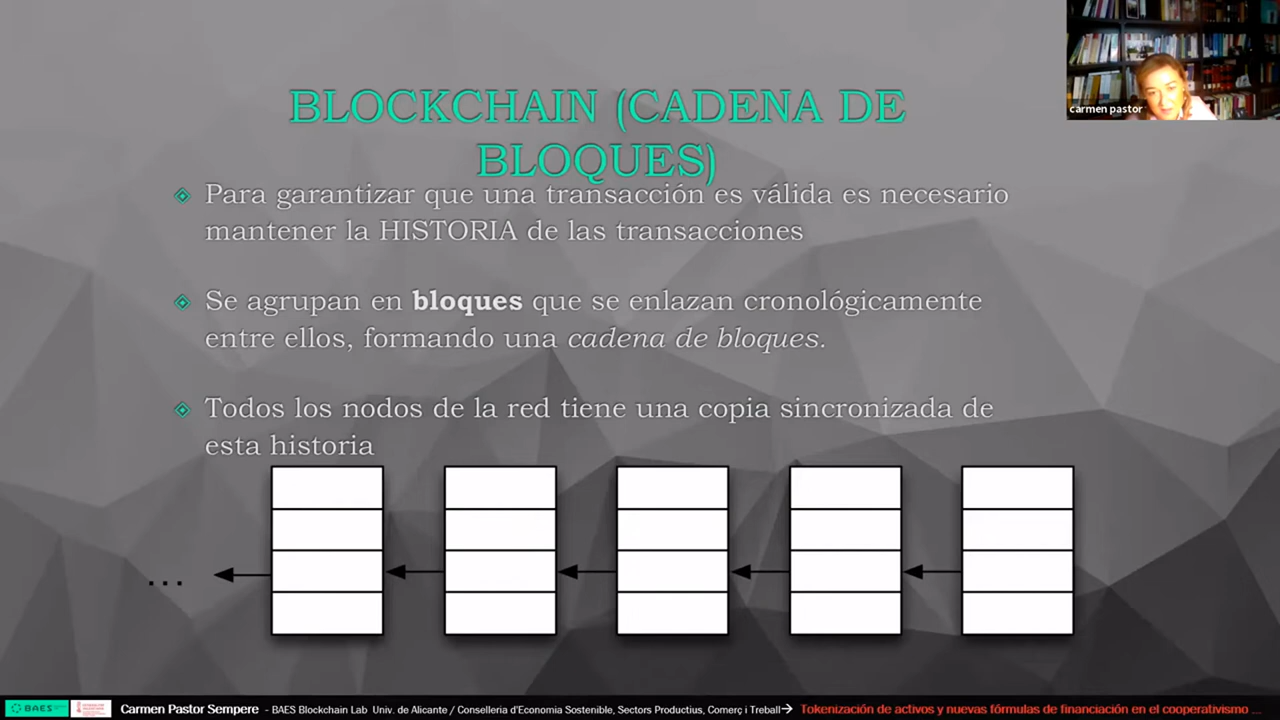 carmen pastor
BLOCKCHAIN (CADENA DE
BLOQUES)
Para garantizar que una transacción es válida es necesario
mantener la HISTORIA de las transacciones
Se agrupan en bloques que se enlazan cronológicamente
entre ellos, formando una cadena de bloques.
Todos los nodos de la red tiene una copia sincronizada de
esta historia
...
BAES
Carmen Pastor Sempere - BAES Blockchain Lab Univ. de Alicante / Conselleria d'Economia Sostenible, Sectors Productius, Comerç i Treball→ Tokenización de activos y nuevas fórmulas de financiación en el cooperativismo ...